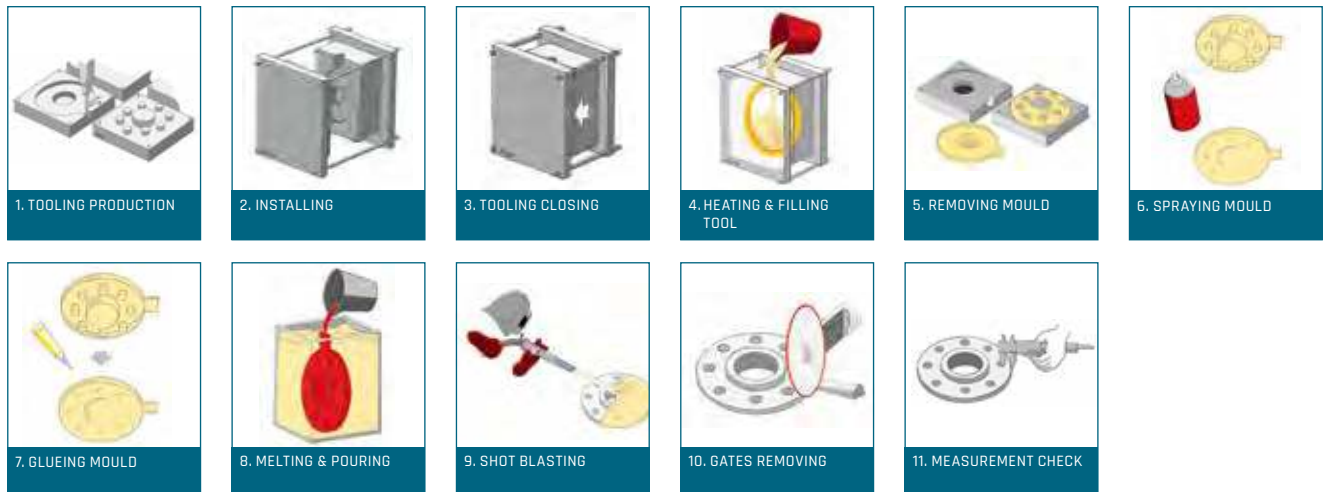 1. TOOLING PRODUCTION
2. INSTALLING
3. TOOLING CLOSING
4. HEATING & FILLING
TOOL
5. REMOVING MOULD
6. SPRAYING MOULD
7. GLUEING MOULD
8. MELTING & POURING
9. SHOT BLASTING
10. GATES REMOVING
11. MEASUREMENT CHECK